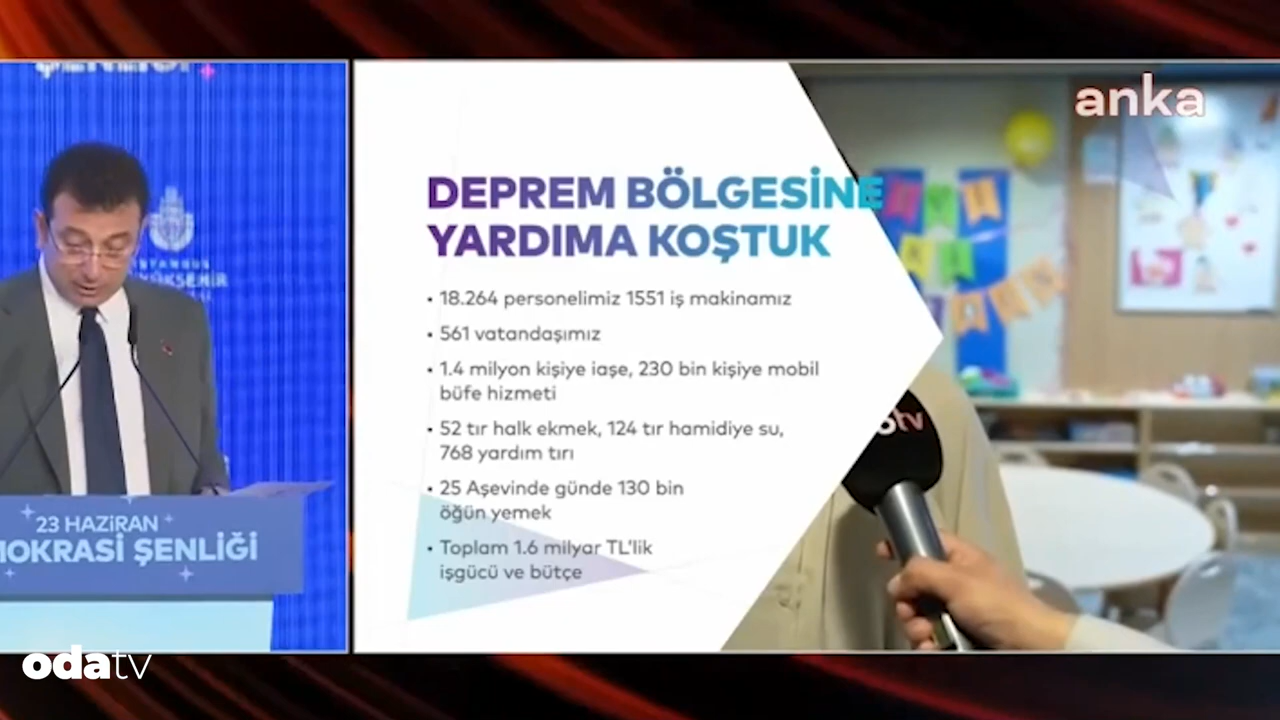 anka
İSTANBUL
BÜYÜKŞEHİR
DEPREM BÖLGESİNE
YARDIMA KOŞTUK
• 18.264 personelimiz 1551 iş makinamız
• 561 vatandaşımız
• 1.4 milyon kişiye iaşe, 230 bin kişiye mobil
büfe hizmeti
• 52 tır halk ekmek, 124 tır hamidiye su,
768 yardım tırı
• 25 Aşevinde günde 130 bin
öğün yemek
• Toplam 1.6 milyar TL'lik
işgücü ve bütçe
tv
23 HAZİRAN
MOKRASİ ŞENLİĞİ
odatv